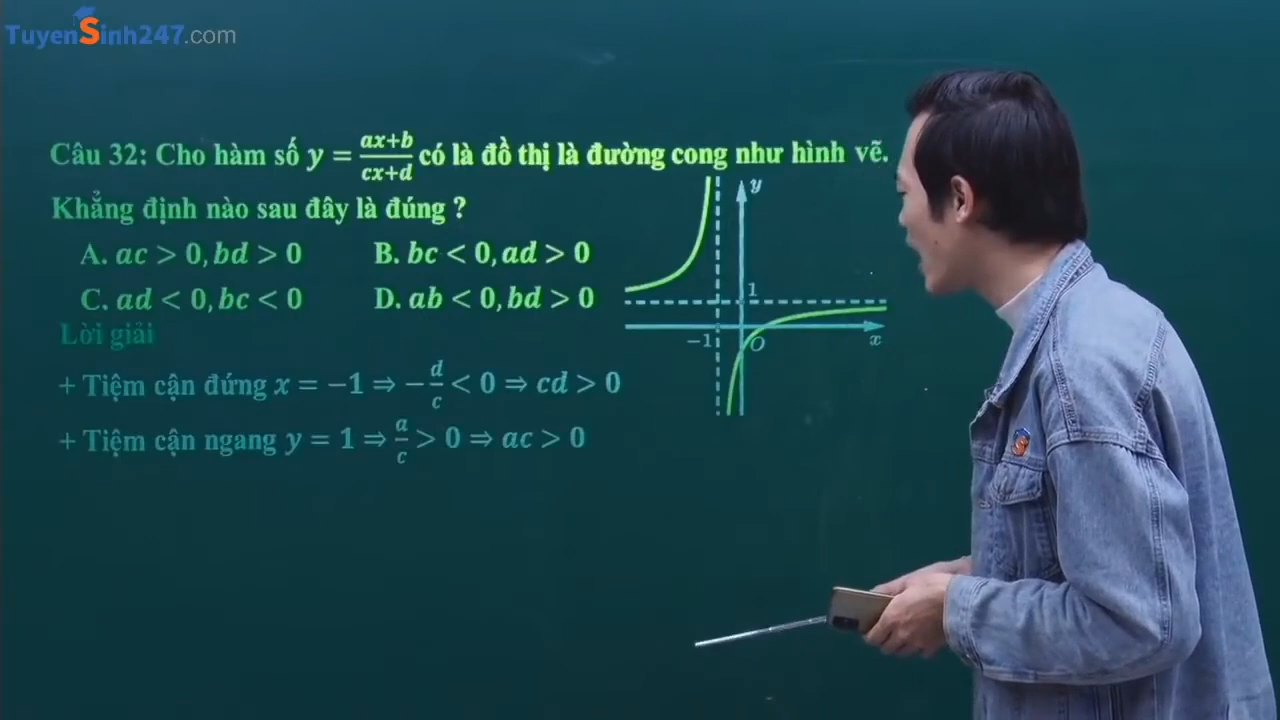 TuyenSinh247.com
Câu 32: Cho hàm số y = \frac{ax+b}{cx+d} có là đồ thị là đường cong như hình vẽ.
Khẳng định nào sau đây là đúng ?
A. ac > 0, bd > 0 B. bc < 0, ad > 0
C. ad < 0, bc < 0 D. ab < 0, bd > 0
Lời giải
+ Tiệm cận đứng x = −1 ⇒ −\frac{d}{c} < 0 ⇒ cd > 0
+ Tiệm cận ngang y = 1 ⇒ \frac{a}{c} > 0 ⇒ ac > 0
y
1
−1
O
x
S